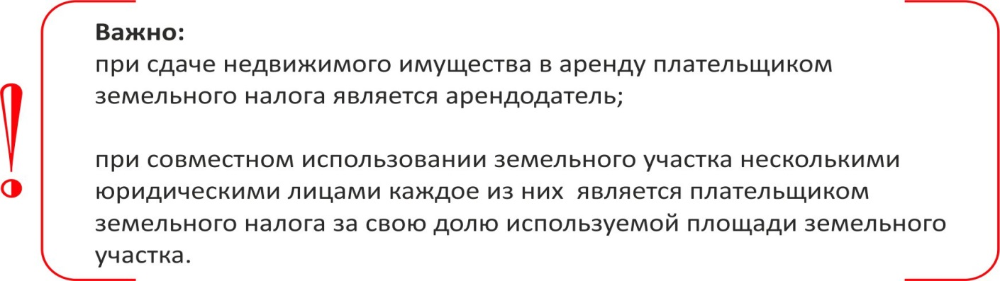 Важно:
при сдаче недвижимого имущества в аренду плательщиком
земельного налога является арендодатель;
при совместном использовании земельного участка несколькими
юридическими лицами каждое из них является плательщиком
земельного налога за свою долю используемой площади земельного
участка.